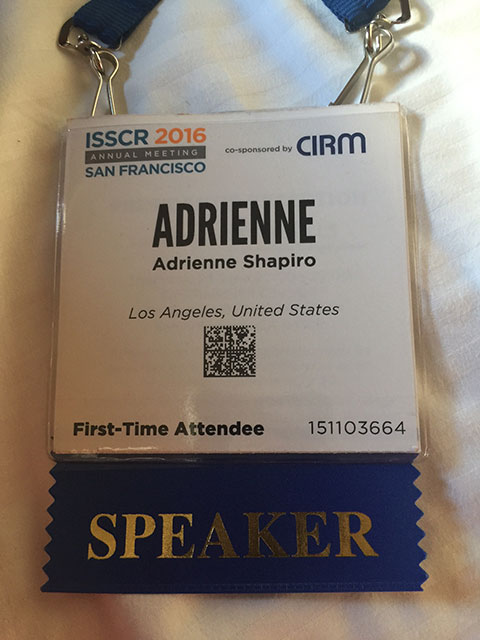 ISSCR 2016
ANNUAL MEETING
SAN FRANCISCO
co-sponsored by CIRM
ADRIENNE
Adrienne Shapiro
Los Angeles, United States
First-Time Attendee 151103664
SPEAKER